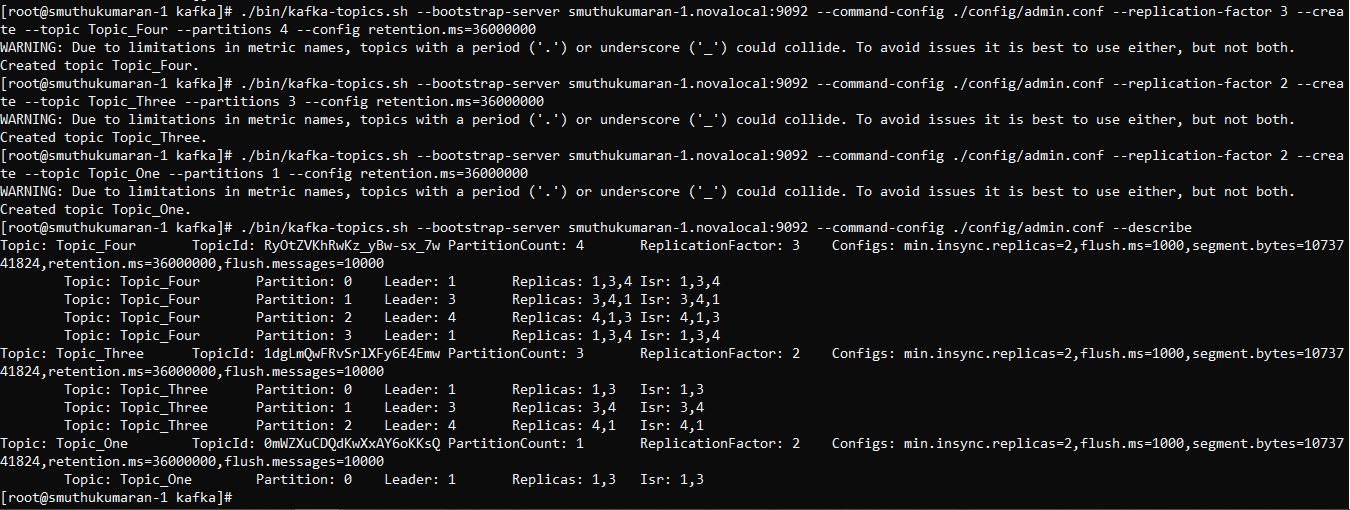 [root@smuthukumaran-1 kafka]# ./bin/kafka-topics.sh --bootstrap-server smuthukumaran-1.novalocal:9092 --command-config ./config/admin.conf --replication-factor 3 --crea
te --topic Topic_Four --partitions 4 --config retention.ms=36000000
WARNING: Due to limitations in metric names, topics with a period ('.') or underscore ('_') could collide. To avoid issues it is best to use either, but not both.
Created topic Topic_Four.
[root@smuthukumaran-1 kafka]# ./bin/kafka-topics.sh --bootstrap-server smuthukumaran-1.novalocal:9092 --command-config ./config/admin.conf --replication-factor 2 --crea
te --topic Topic_Three --partitions 3 --config retention.ms=36000000
WARNING: Due to limitations in metric names, topics with a period ('.') or underscore ('_') could collide. To avoid issues it is best to use either, but not both.
Created topic Topic_Three.
[root@smuthukumaran-1 kafka]# ./bin/kafka-topics.sh --bootstrap-server smuthukumaran-1.novalocal:9092 --command-config ./config/admin.conf --replication-factor 2 --crea
te --topic Topic_One --partitions 1 --config retention.ms=36000000
WARNING: Due to limitations in metric names, topics with a period ('.') or underscore ('_') could collide. To avoid issues it is best to use either, but not both.
Created topic Topic_One.
[root@smuthukumaran-1 kafka]# ./bin/kafka-topics.sh --bootstrap-server smuthukumaran-1.novalocal:9092 --command-config ./config/admin.conf --describe
Topic: Topic_Four TopicId: RyOtZVKhRwKz_yBw-sx_7w PartitionCount: 4 ReplicationFactor: 3 Configs: min.insync.replicas=2,flush.ms=1000,segment.bytes=10737
41824,retention.ms=36000000,flush.messages=10000
Topic: Topic_Four Partition: 0 Leader: 1 Replicas: 1,3,4 Isr: 1,3,4
Topic: Topic_Four Partition: 1 Leader: 3 Replicas: 3,4,1 Isr: 3,4,1
Topic: Topic_Four Partition: 2 Leader: 4 Replicas: 4,1,3 Isr: 4,1,3
Topic: Topic_Four Partition: 3 Leader: 1 Replicas: 1,3,4 Isr: 1,3,4
Topic: Topic_Three TopicId: 1dgLmQwFRvSrlXFy6E4Emw PartitionCount: 3 ReplicationFactor: 2 Configs: min.insync.replicas=2,flush.ms=1000,segment.bytes=10737
41824,retention.ms=36000000,flush.messages=10000
Topic: Topic_Three Partition: 0 Leader: 1 Replicas: 1,3 Isr: 1,3
Topic: Topic_Three Partition: 1 Leader: 3 Replicas: 3,4 Isr: 3,4
Topic: Topic_Three Partition: 2 Leader: 4 Replicas: 4,1 Isr: 4,1
Topic: Topic_One TopicId: 0mWZXuCDQdKwXxAY6oKKsQ PartitionCount: 1 ReplicationFactor: 2 Configs: min.insync.replicas=2,flush.ms=1000,segment.bytes=10737
41824,retention.ms=36000000,flush.messages=10000
Topic: Topic_One Partition: 0 Leader: 1 Replicas: 1,3 Isr: 1,3
[root@smuthukumaran-1 kafka]#